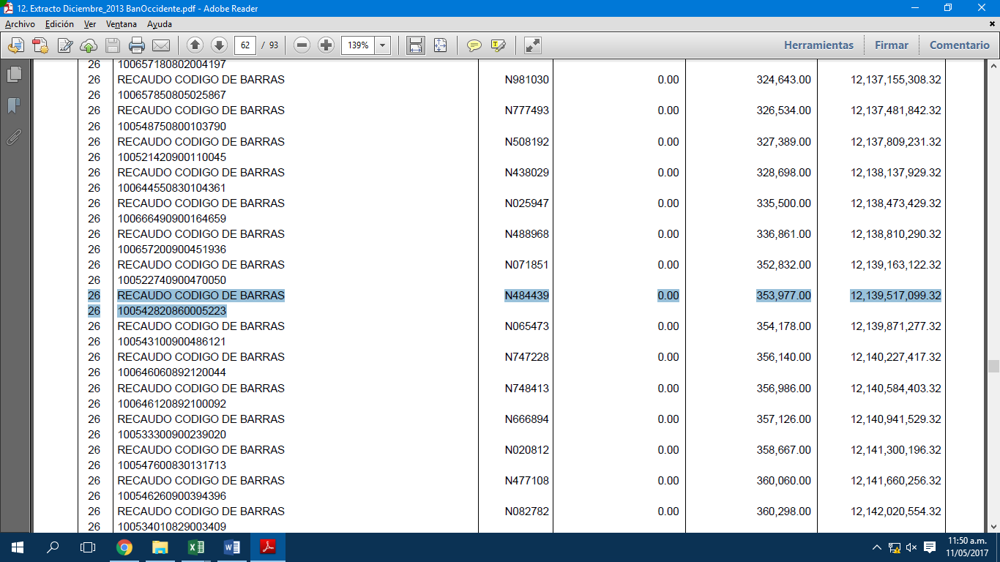 12. Extracto Diciembre_2013 BanOccidente.pdf - Adobe Reader
Archivo Edición Ver Ventana Ayuda
62 / 93 139% Herramientas Firmar Comentario
26 100657180802004197
26 RECAUDO CODIGO DE BARRAS N981030 0.00 324,643.00 12,137,155,308.32
26 100657850805025867
26 RECAUDO CODIGO DE BARRAS N777493 0.00 326,534.00 12,137,481,842.32
26 100548750800103790
26 RECAUDO CODIGO DE BARRAS N508192 0.00 327,389.00 12,137,809,231.32
26 100521420900110045
26 RECAUDO CODIGO DE BARRAS N438029 0.00 328,698.00 12,138,137,929.32
26 100644550830104361
26 RECAUDO CODIGO DE BARRAS N025947 0.00 335,500.00 12,138,473,429.32
26 100666490900164659
26 RECAUDO CODIGO DE BARRAS N488968 0.00 336,861.00 12,138,810,290.32
26 100657200900451936
26 RECAUDO CODIGO DE BARRAS N071851 0.00 352,832.00 12,139,163,122.32
26 100522740900470050
26 RECAUDO CODIGO DE BARRAS N484439 0.00 353,977.00 12,139,517,099.32
26 100542820860005223
26 RECAUDO CODIGO DE BARRAS N065473 0.00 354,178.00 12,139,871,277.32
26 100543100900486121
26 RECAUDO CODIGO DE BARRAS N747228 0.00 356,140.00 12,140,227,417.32
26 100646060892120044
26 RECAUDO CODIGO DE BARRAS N748413 0.00 356,986.00 12,140,584,403.32
26 100646120892100092
26 RECAUDO CODIGO DE BARRAS N666894 0.00 357,126.00 12,140,941,529.32
26 100533300900239020
26 RECAUDO CODIGO DE BARRAS N020812 0.00 358,667.00 12,141,300,196.32
26 100547600830131713
26 RECAUDO CODIGO DE BARRAS N477108 0.00 360,060.00 12,141,660,256.32
26 100546260900394396
26 RECAUDO CODIGO DE BARRAS N082782 0.00 360,298.00 12,142,020,554.32
26 100534010829003409
11:50 a.m.
11/05/2017